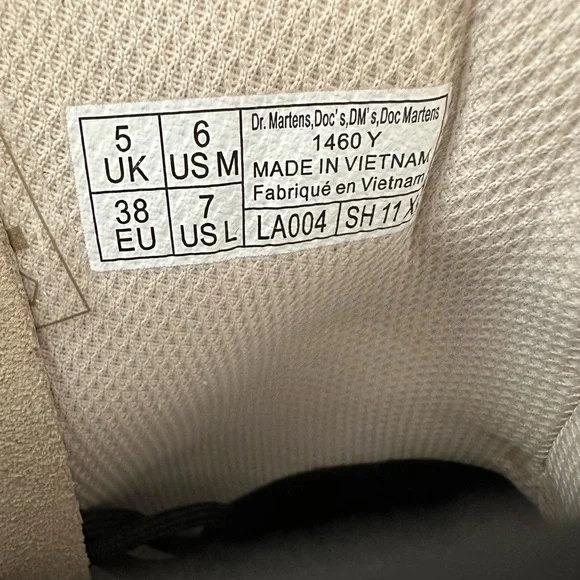 5 UK
6 US M
38 EU
7 US L
Dr. Martens,Doc's,DM's,Doc Martens
1460 Y
MADE IN VIETNAM
Fabriqué en Vietnam
LA004
SH 11 X